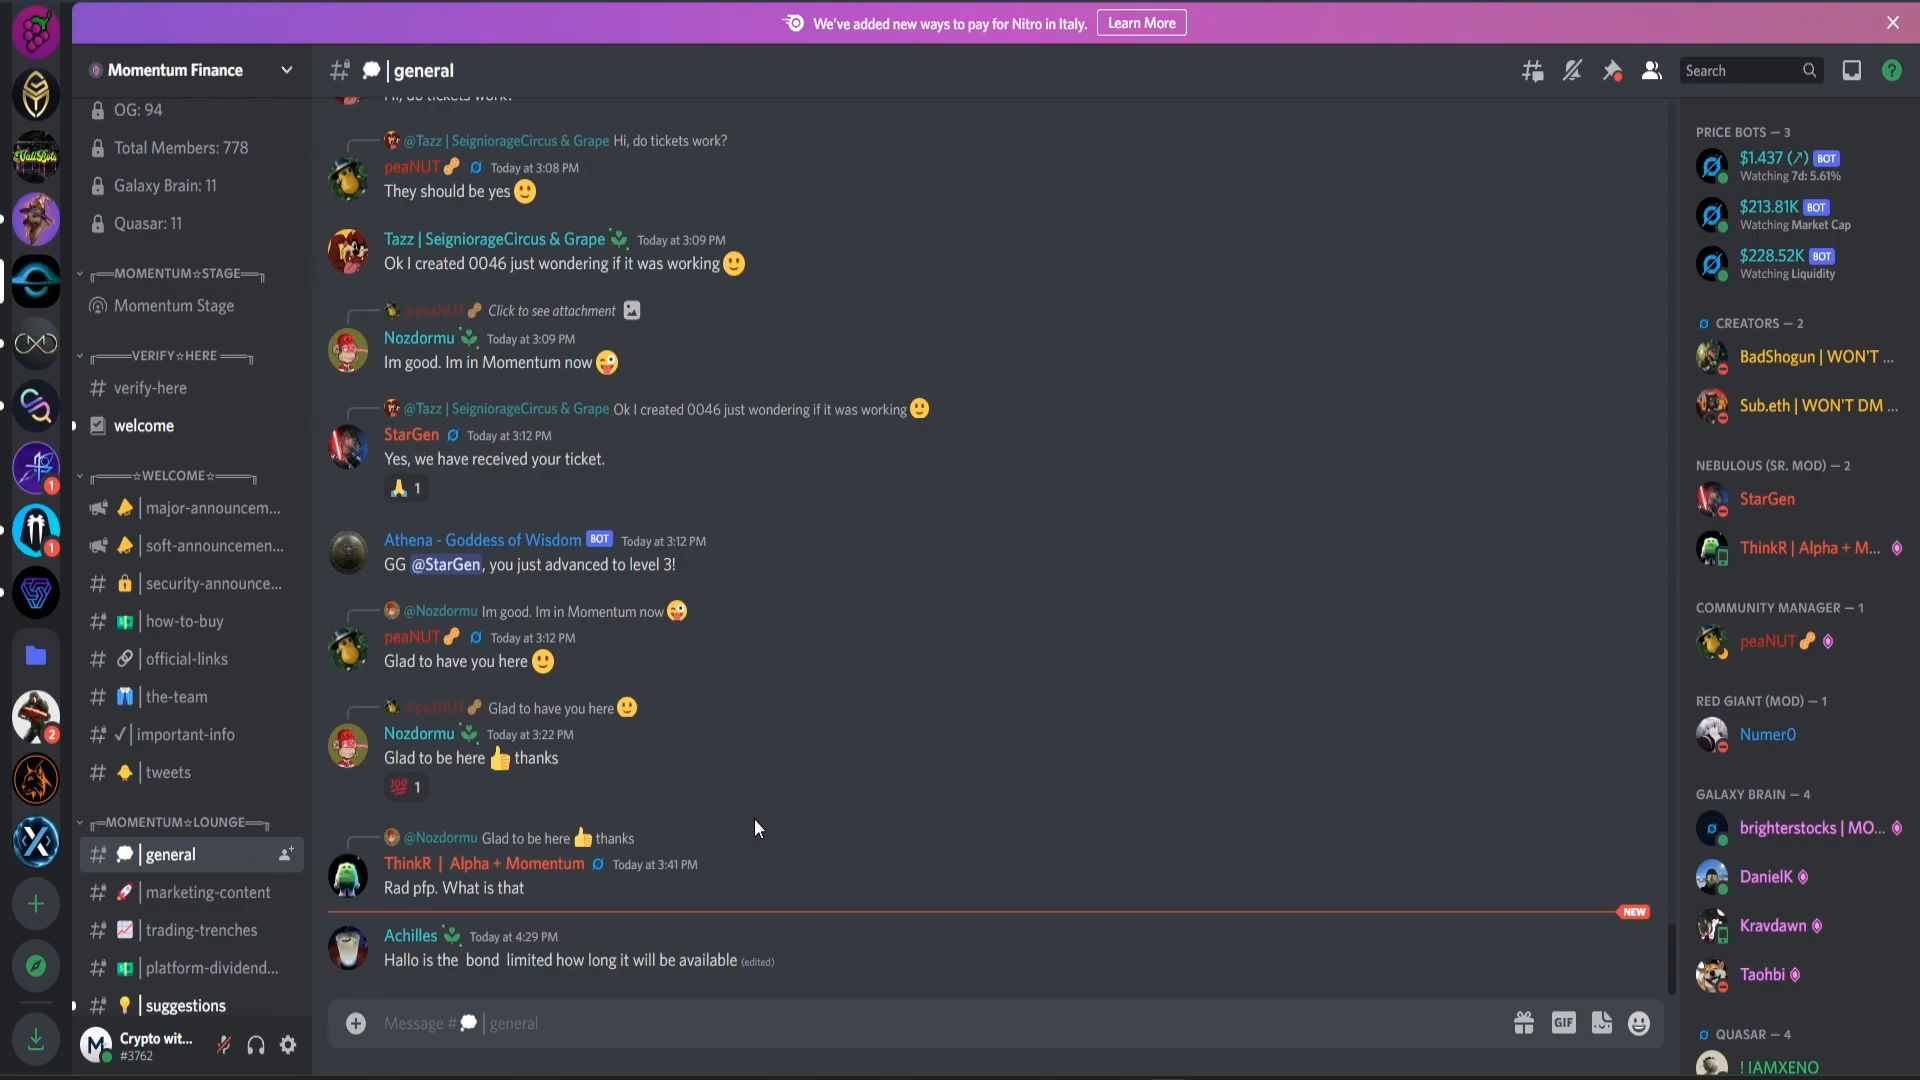 We've added new ways to pay for Nitro in Italy. Learn More
Momentum Finance
general
Search
OG: 94
Total Members: 778
Galaxy Brain: 11
Quasar: 11
MOMENTUM☆STAGE
Momentum Stage
VERIFY☆HERE
verify-here
welcome
☆WELCOME☆
major-announcem...
soft-announcemen...
security-announce...
how-to-buy
official-links
the-team
important-info
tweets
MOMENTUM☆LOUNGE
general
marketing-content
trading-trenches
platform-dividend...
suggestions
Crypto wit...
#3762
Hi, do tickets work?
@Tazz | SeigniorageCircus & Grape Hi, do tickets work?
peaNUT🥜 Today at 3:08 PM
They should be yes 🙂
Tazz | SeigniorageCircus & Grape Today at 3:09 PM
Ok I created 0046 just wondering if it was working 🙂
@peaNUT🥜 Click to see attachment
Nozdormu Today at 3:09 PM
Im good. Im in Momentum now 😜
@Tazz | SeigniorageCircus & Grape Ok I created 0046 just wondering if it was working 🙂
StarGen Today at 3:12 PM
Yes, we have received your ticket.
🙏 1
Athena - Goddess of Wisdom BOT Today at 3:12 PM
GG @StarGen, you just advanced to level 3!
@Nozdormu Im good. Im in Momentum now 😜
peaNUT🥜 Today at 3:12 PM
Glad to have you here 🙂
@peaNUT🥜 Glad to have you here 🙂
Nozdormu Today at 3:22 PM
Glad to be here 👍 thanks
💯 1
@Nozdormu Glad to be here 👍 thanks
ThinkR | Alpha + Momentum Today at 3:41 PM
Rad pfp. What is that
NEW
Achilles Today at 4:29 PM
Hallo is the bond limited how long it will be available (edited)
Message # 💭 | general
GIF
PRICE BOTS — 3
$1.437 (↗) BOT
Watching 7d: 5.61%
$213.81K BOT
Watching Market Cap
$228.52K BOT
Watching Liquidity
CREATORS — 2
BadShogun | WON'T ...
Sub.eth | WON'T DM ...
NEBULOUS (SR. MOD) — 2
StarGen
ThinkR | Alpha + M...
COMMUNITY MANAGER — 1
peaNUT🥜
RED GIANT (MOD) — 1
Numer0
GALAXY BRAIN — 4
brighterstocks | MO...
DanielK
Kravdawn
Taohbi
QUASAR — 4
! IAMXENO
1
1
2